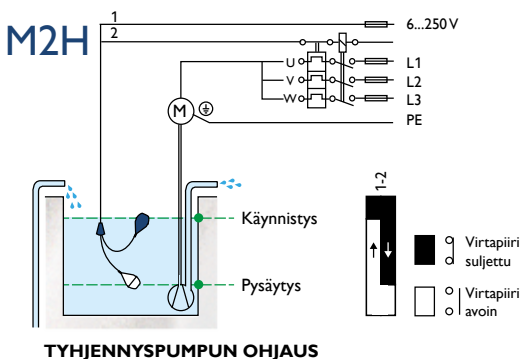 M2H
1
2
6...250 V
U
L1
V
L2
W
L3
M
PE
Käynnistys
Pysäytys
1-2
Virtapiiri
suljettu
Virtapiiri
avoin
TYHJENNYSPUMPUN OHJAUS